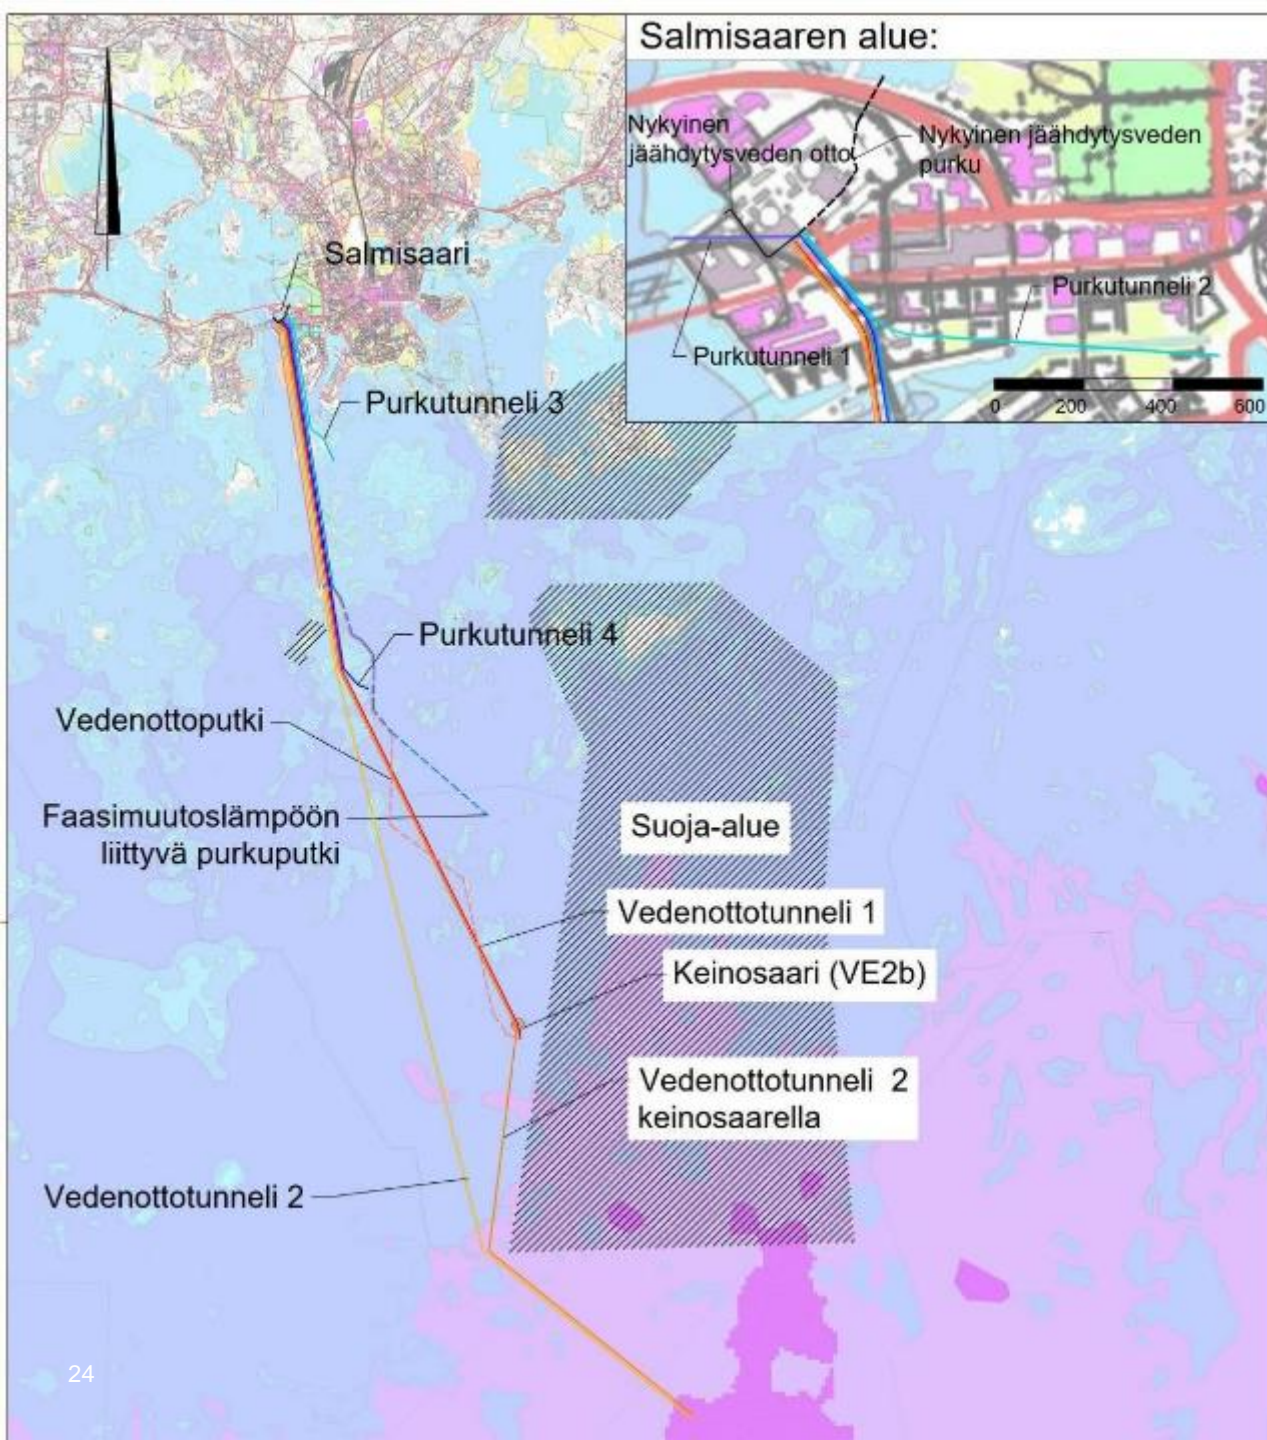 Salmisaaren alue:
Nykyinen
jäähdytysveden otto
Nykyinen jäähdytysveden
purku
Purkutunneli 2
Purkutunneli 1
0 200 400 600
Salmisaari
Purkutunneli 3
Purkutunneli 4
Vedenottoputki
Faasimuutoslämpöön
liittyvä purkuputki
Suoja-alue
Vedenottotunneli 1
Keinosaari (VE2b)
Vedenottotunneli 2
keinosaarella
Vedenottotunneli 2
24